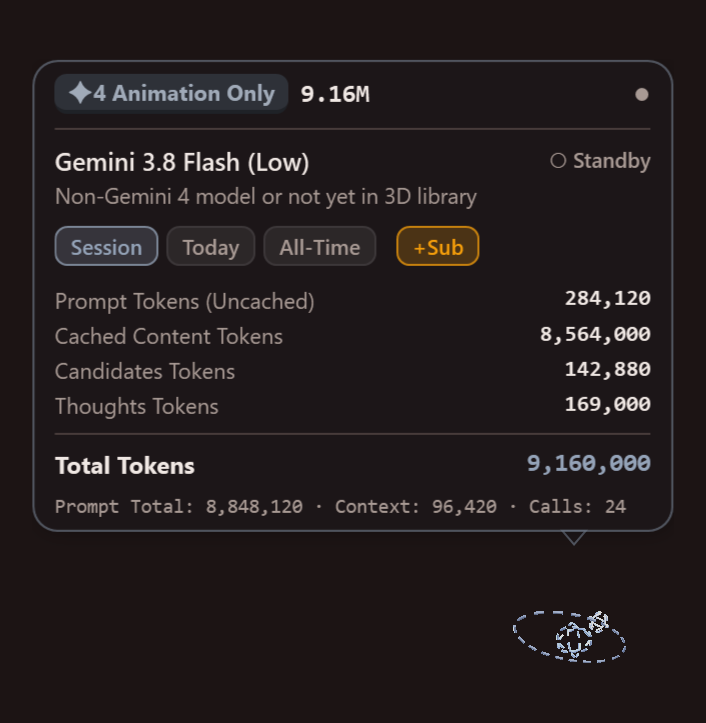 ✦4 Animation Only 9.16M
Gemini 3.8 Flash (Low) Standby
Non-Gemini 4 model or not yet in 3D library
Session Today All-Time +Sub
Prompt Tokens (Uncached) 284,120
Cached Content Tokens 8,564,000
Candidates Tokens 142,880
Thoughts Tokens 169,000
Total Tokens 9,160,000
Prompt Total: 8,848,120 · Context: 96,420 · Calls: 24